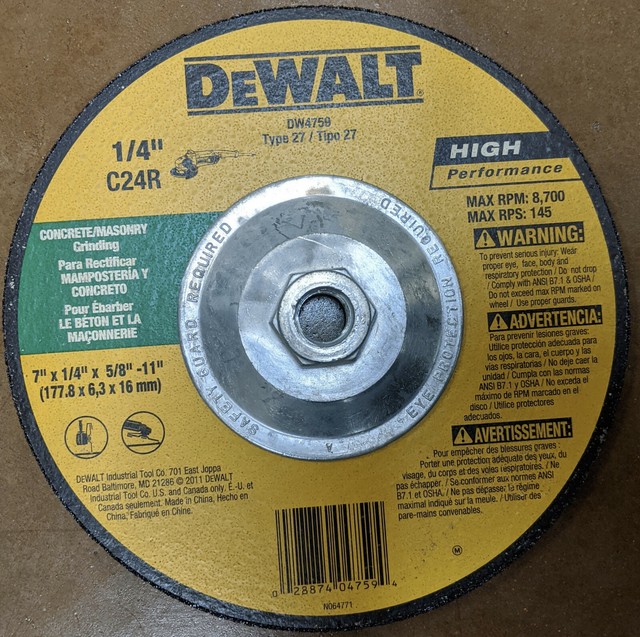 DEWALT®
DW4759
Type 27 / Tipo 27
1/4"
C24R
HIGH
Performance
MAX RPM: 8,700
MAX RPS: 145
CONCRETE/MASONRY
Grinding
Para Rectificar
MAMPOSTERÍA Y
CONCRETO
Pour Ébarber
LE BÉTON ET LA
MAÇONNERIE
7" x 1/4" x 5/8" -11"
(177.8 x 6,3 x 16 mm)
SAFETY GUARD REQUIRED
EYE PROTECTION REQUIRED
A
WARNING:
To prevent serious injury: Wear
proper eye, face, body and
respiratory protection / Do not drop
/ Comply with ANSI B7.1 & OSHA /
Do not exceed max RPM marked on
wheel / Use proper guards.
ADVERTENCIA:
Para prevenir lesiones graves:
Utilice protección adecuada para
los ojos, la cara, el cuerpo y las
vías respiratorias / No deje caer la
unidad / Cumpla con las normas
ANSI B7.1 y OSHA / No exceda el
máximo de RPM marcado en el
disco / Utilice protectores
adecuados.
AVERTISSEMENT:
Pour empêcher des blessures graves:
Porter une protection adéquate des yeux, du
visage, du corps et des voies respiratoires. / Ne
pas échapper. / Se conformer aux normes ANSI
B7.1 et OSHA. / Ne pas dépasser le régime
maximal indiqué sur la meule. / Utiliser des
pare-mains convenables.
DEWALT Industrial Tool Co. 701 East Joppa
Road Baltimore, MD 21286 © 2011 DEWALT
Industrial Tool Co. U.S. and Canada only. É.-U. et
Canada seulement. Made in China, Hecho en
China, Fabriqué en Chine.
0 28874 04759 4
N064771
M